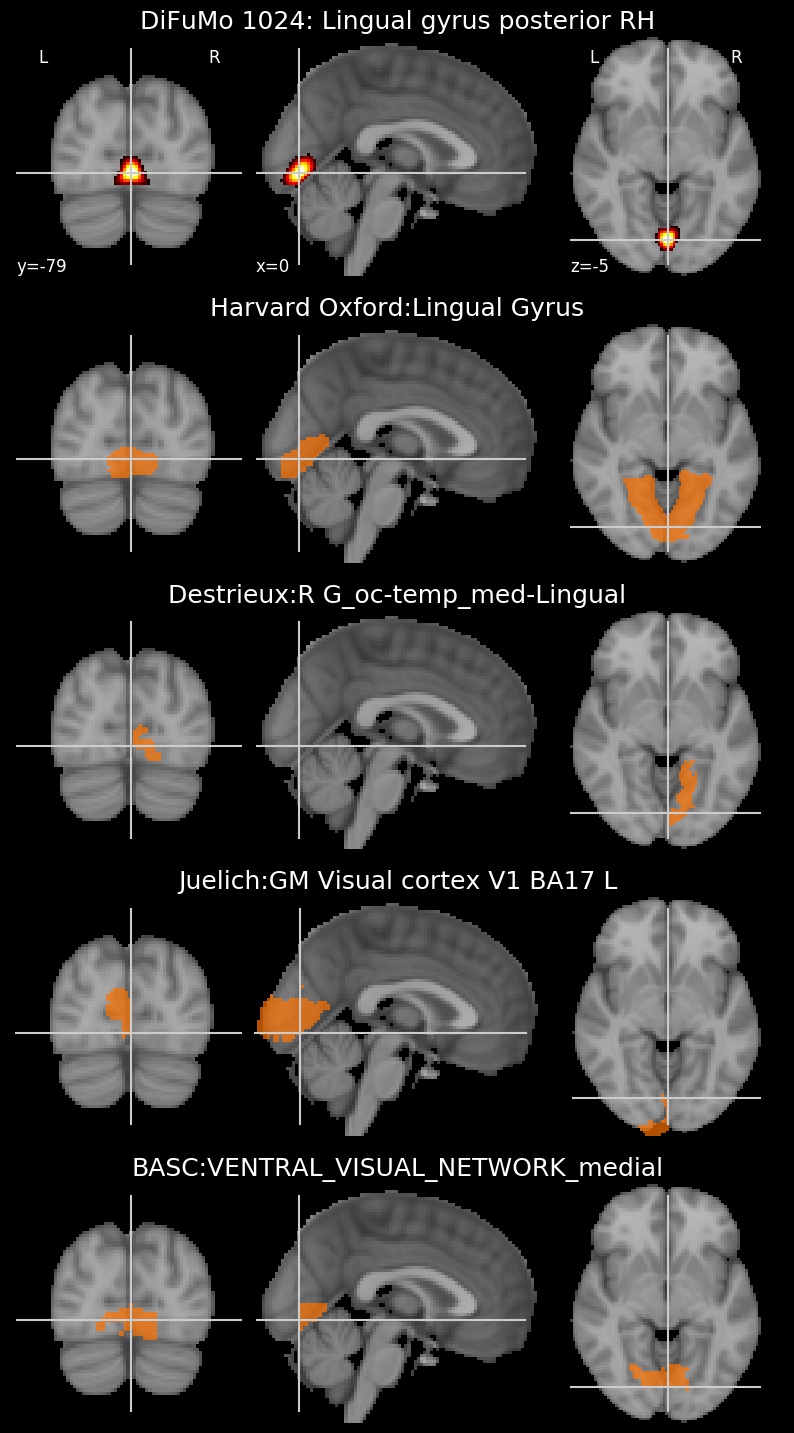 DiFuMo 1024: Lingual gyrus posterior RH
L R L R
y=-79 x=0 z=-5
Harvard Oxford:Lingual Gyrus
Destrieux:R G_oc-temp_med-Lingual
Juelich:GM Visual cortex V1 BA17 L
BASC:VENTRAL_VISUAL_NETWORK_medial